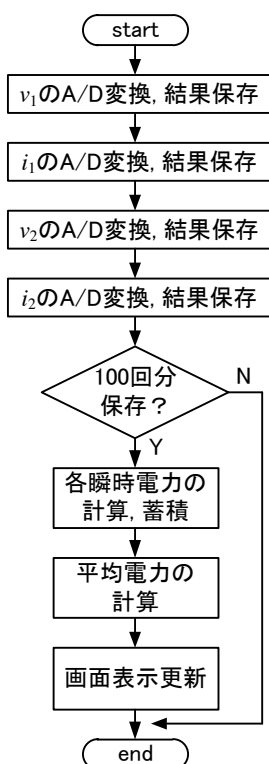 start
v1のA/D変換, 結果保存
i1のA/D変換, 結果保存
v2のA/D変換, 結果保存
i2のA/D変換, 結果保存
100回分
保存？
N
Y
各瞬時電力の
計算, 蓄積
平均電力の
計算
画面表示更新
end